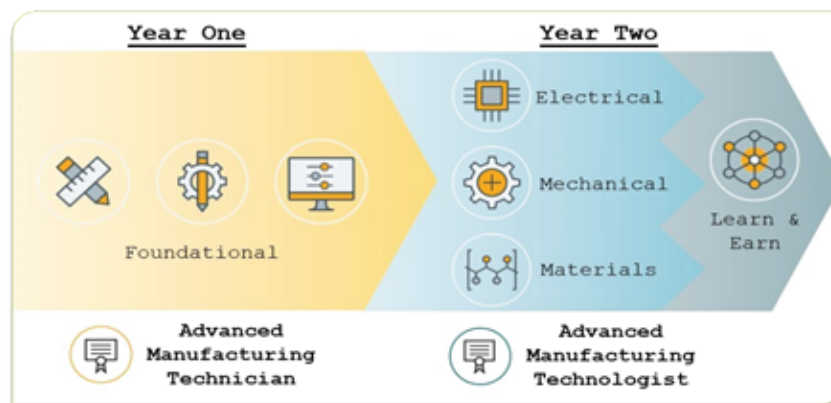 Year One
Year Two
Foundational
Electrical
Mechanical
Materials
Learn &
Earn
Advanced
Manufacturing
Technician
Advanced
Manufacturing
Technologist